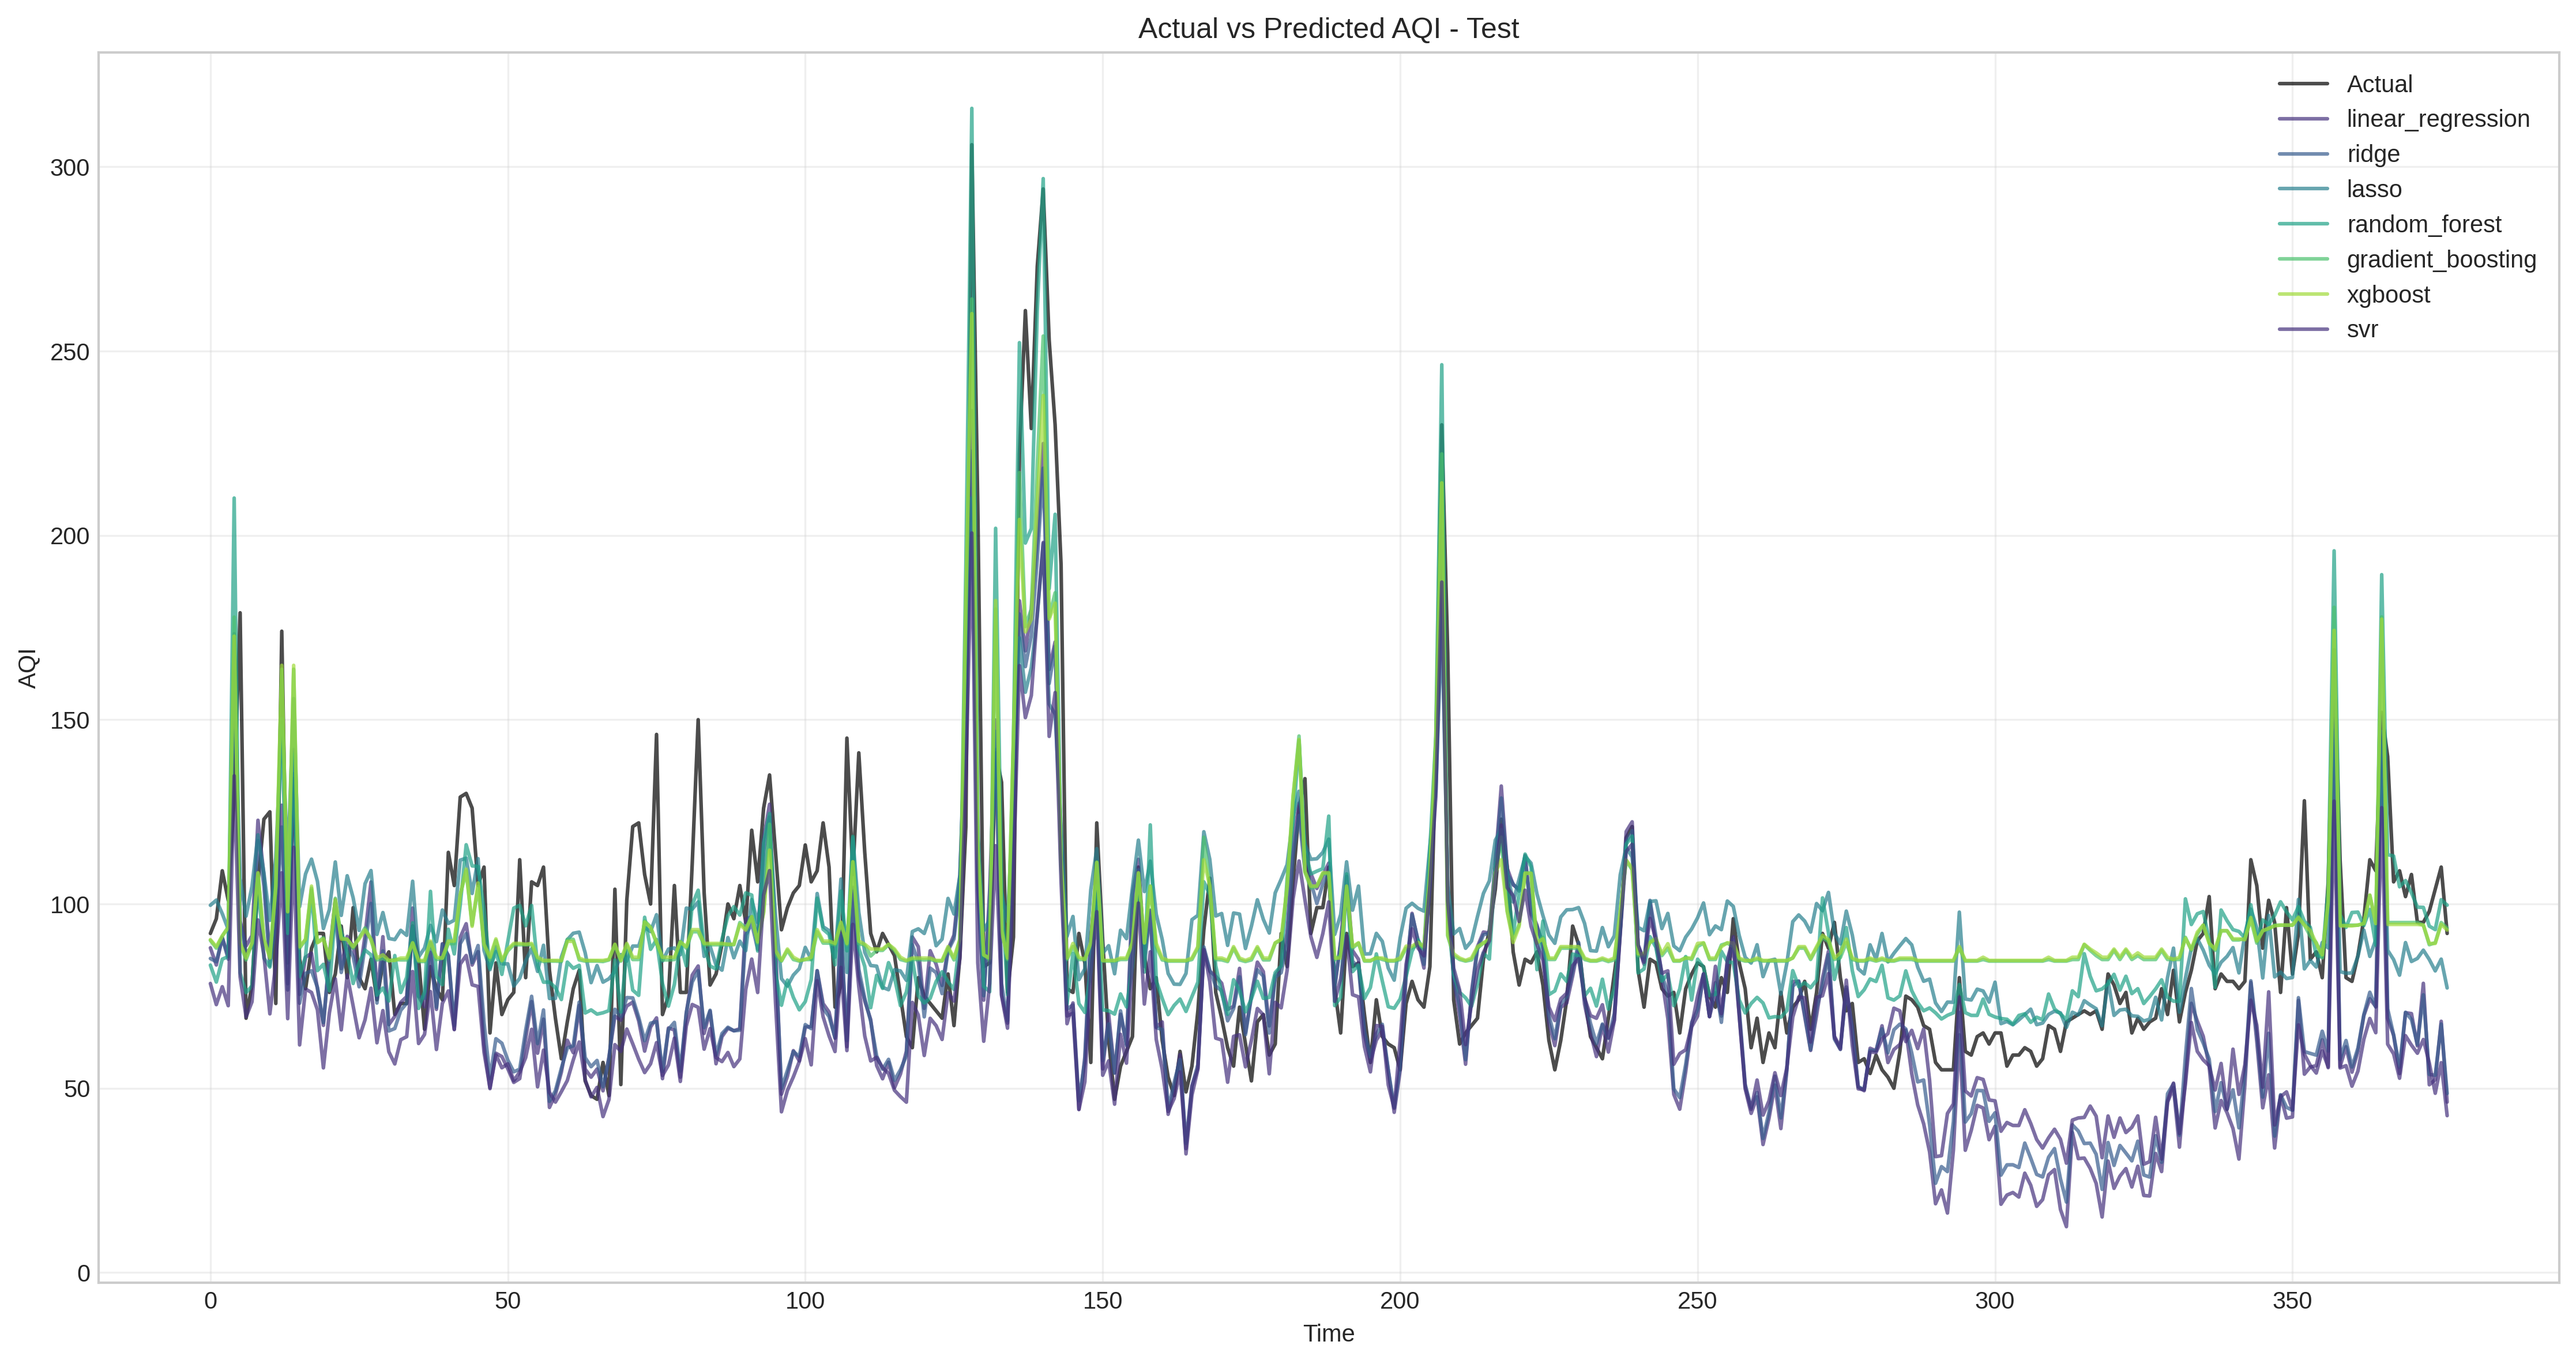 Actual vs Predicted AQI - Test
Actual
linear_regression
ridge
lasso
random_forest
gradient_boosting
xgboost
svr
300
250
200
150
100
50
0
AQI
0 50 100 150 200 250 300 350
Time